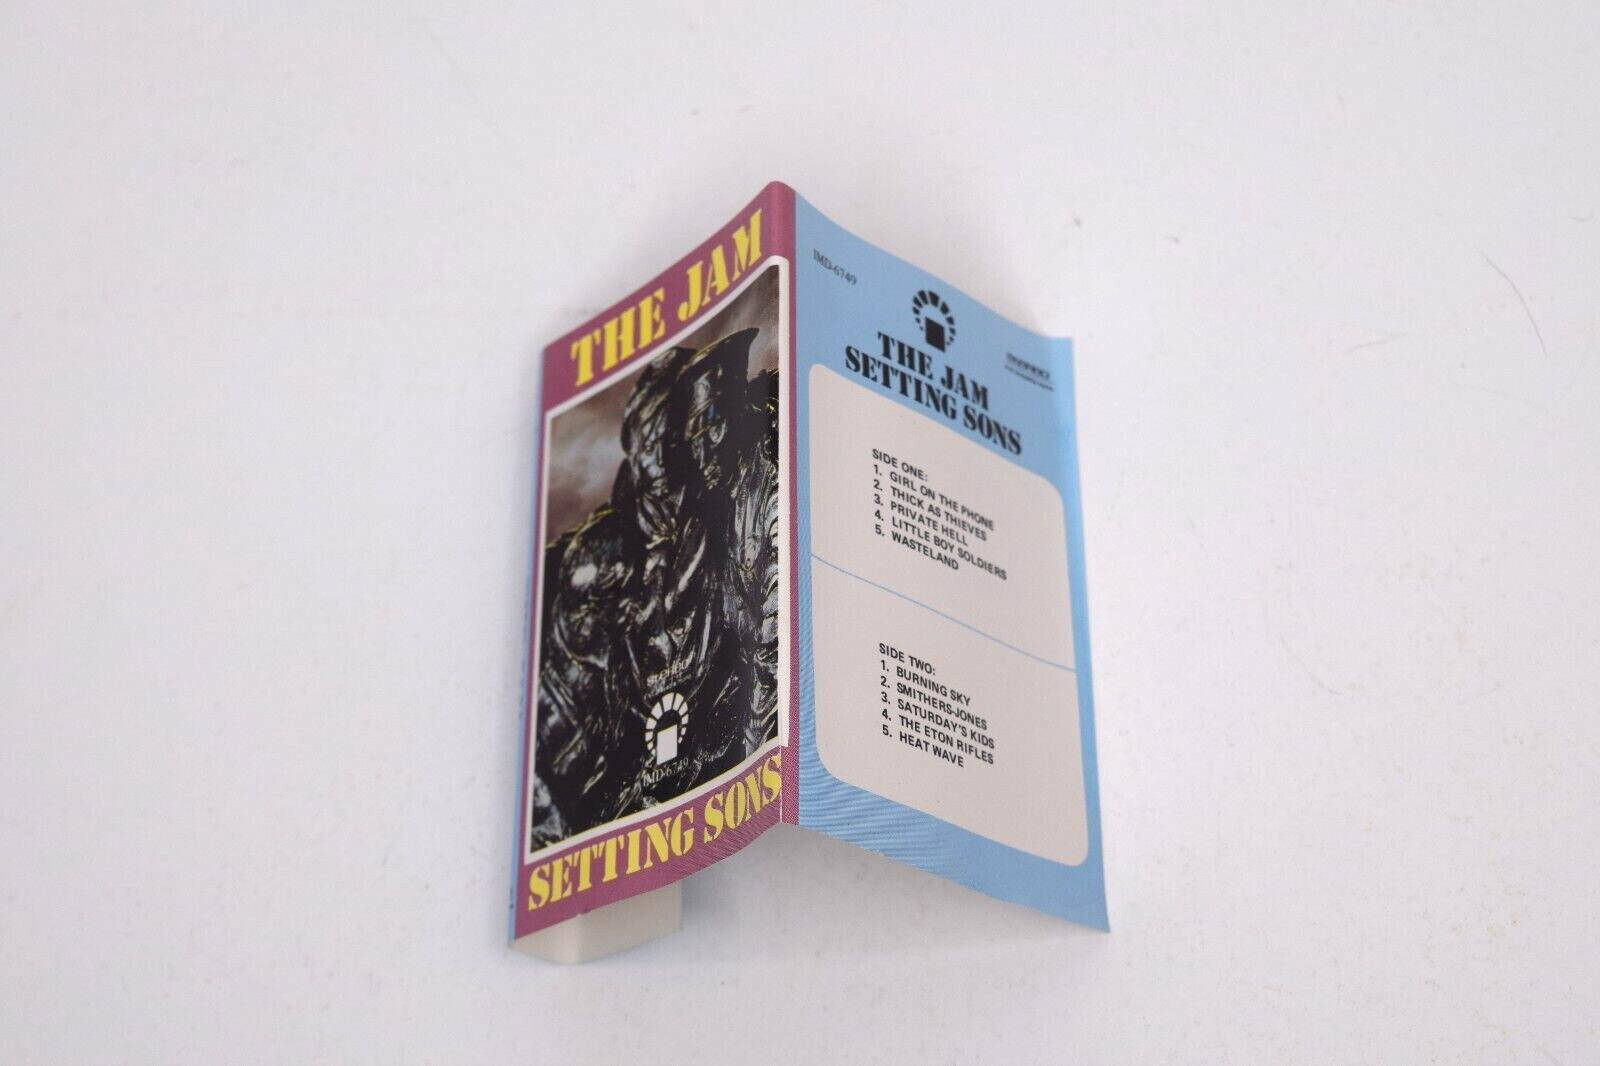 THE JAM
stereo
IMD-6749
SETTING SONS
IMD-6749
THE JAM
SETTING SONS
SIDE ONE:
1. GIRL ON THE PHONE
2. THICK AS THIEVES
3. PRIVATE HELL
4. LITTLE BOY SOLDIERS
5. WASTELAND
SIDE TWO:
1. BURNING SKY
2. SMITHERS-JONES
3. SATURDAY'S KIDS
4. THE ETON RIFLES
5. HEAT WAVE